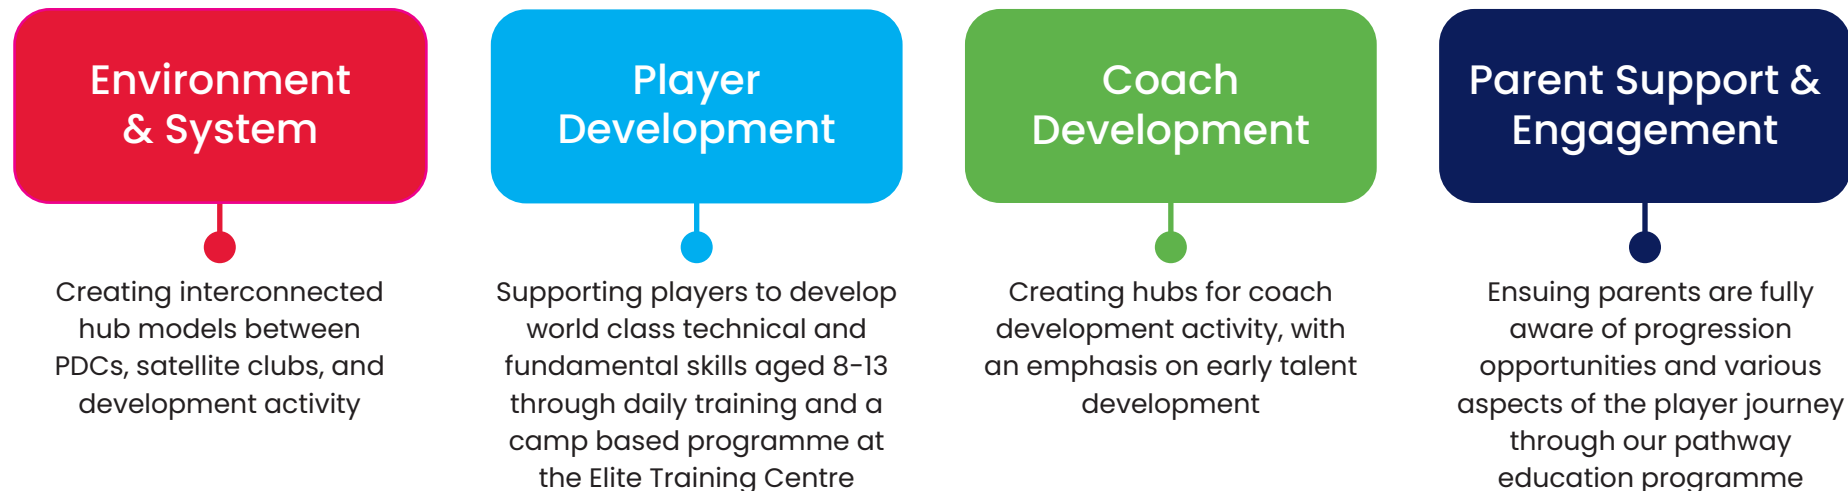 Environment
& System
Creating interconnected
hub models between
PDCs, satellite clubs, and
development activity
Player
Development
Supporting players to develop
world class technical and
fundamental skills aged 8-13
through daily training and a
camp based programme at
the Elite Training Centre
Coach
Development
Creating hubs for coach
development activity, with
an emphasis on early talent
development
Parent Support &
Engagement
Ensuing parents are fully
aware of progression
opportunities and various
aspects of the player journey
through our pathway
education programme